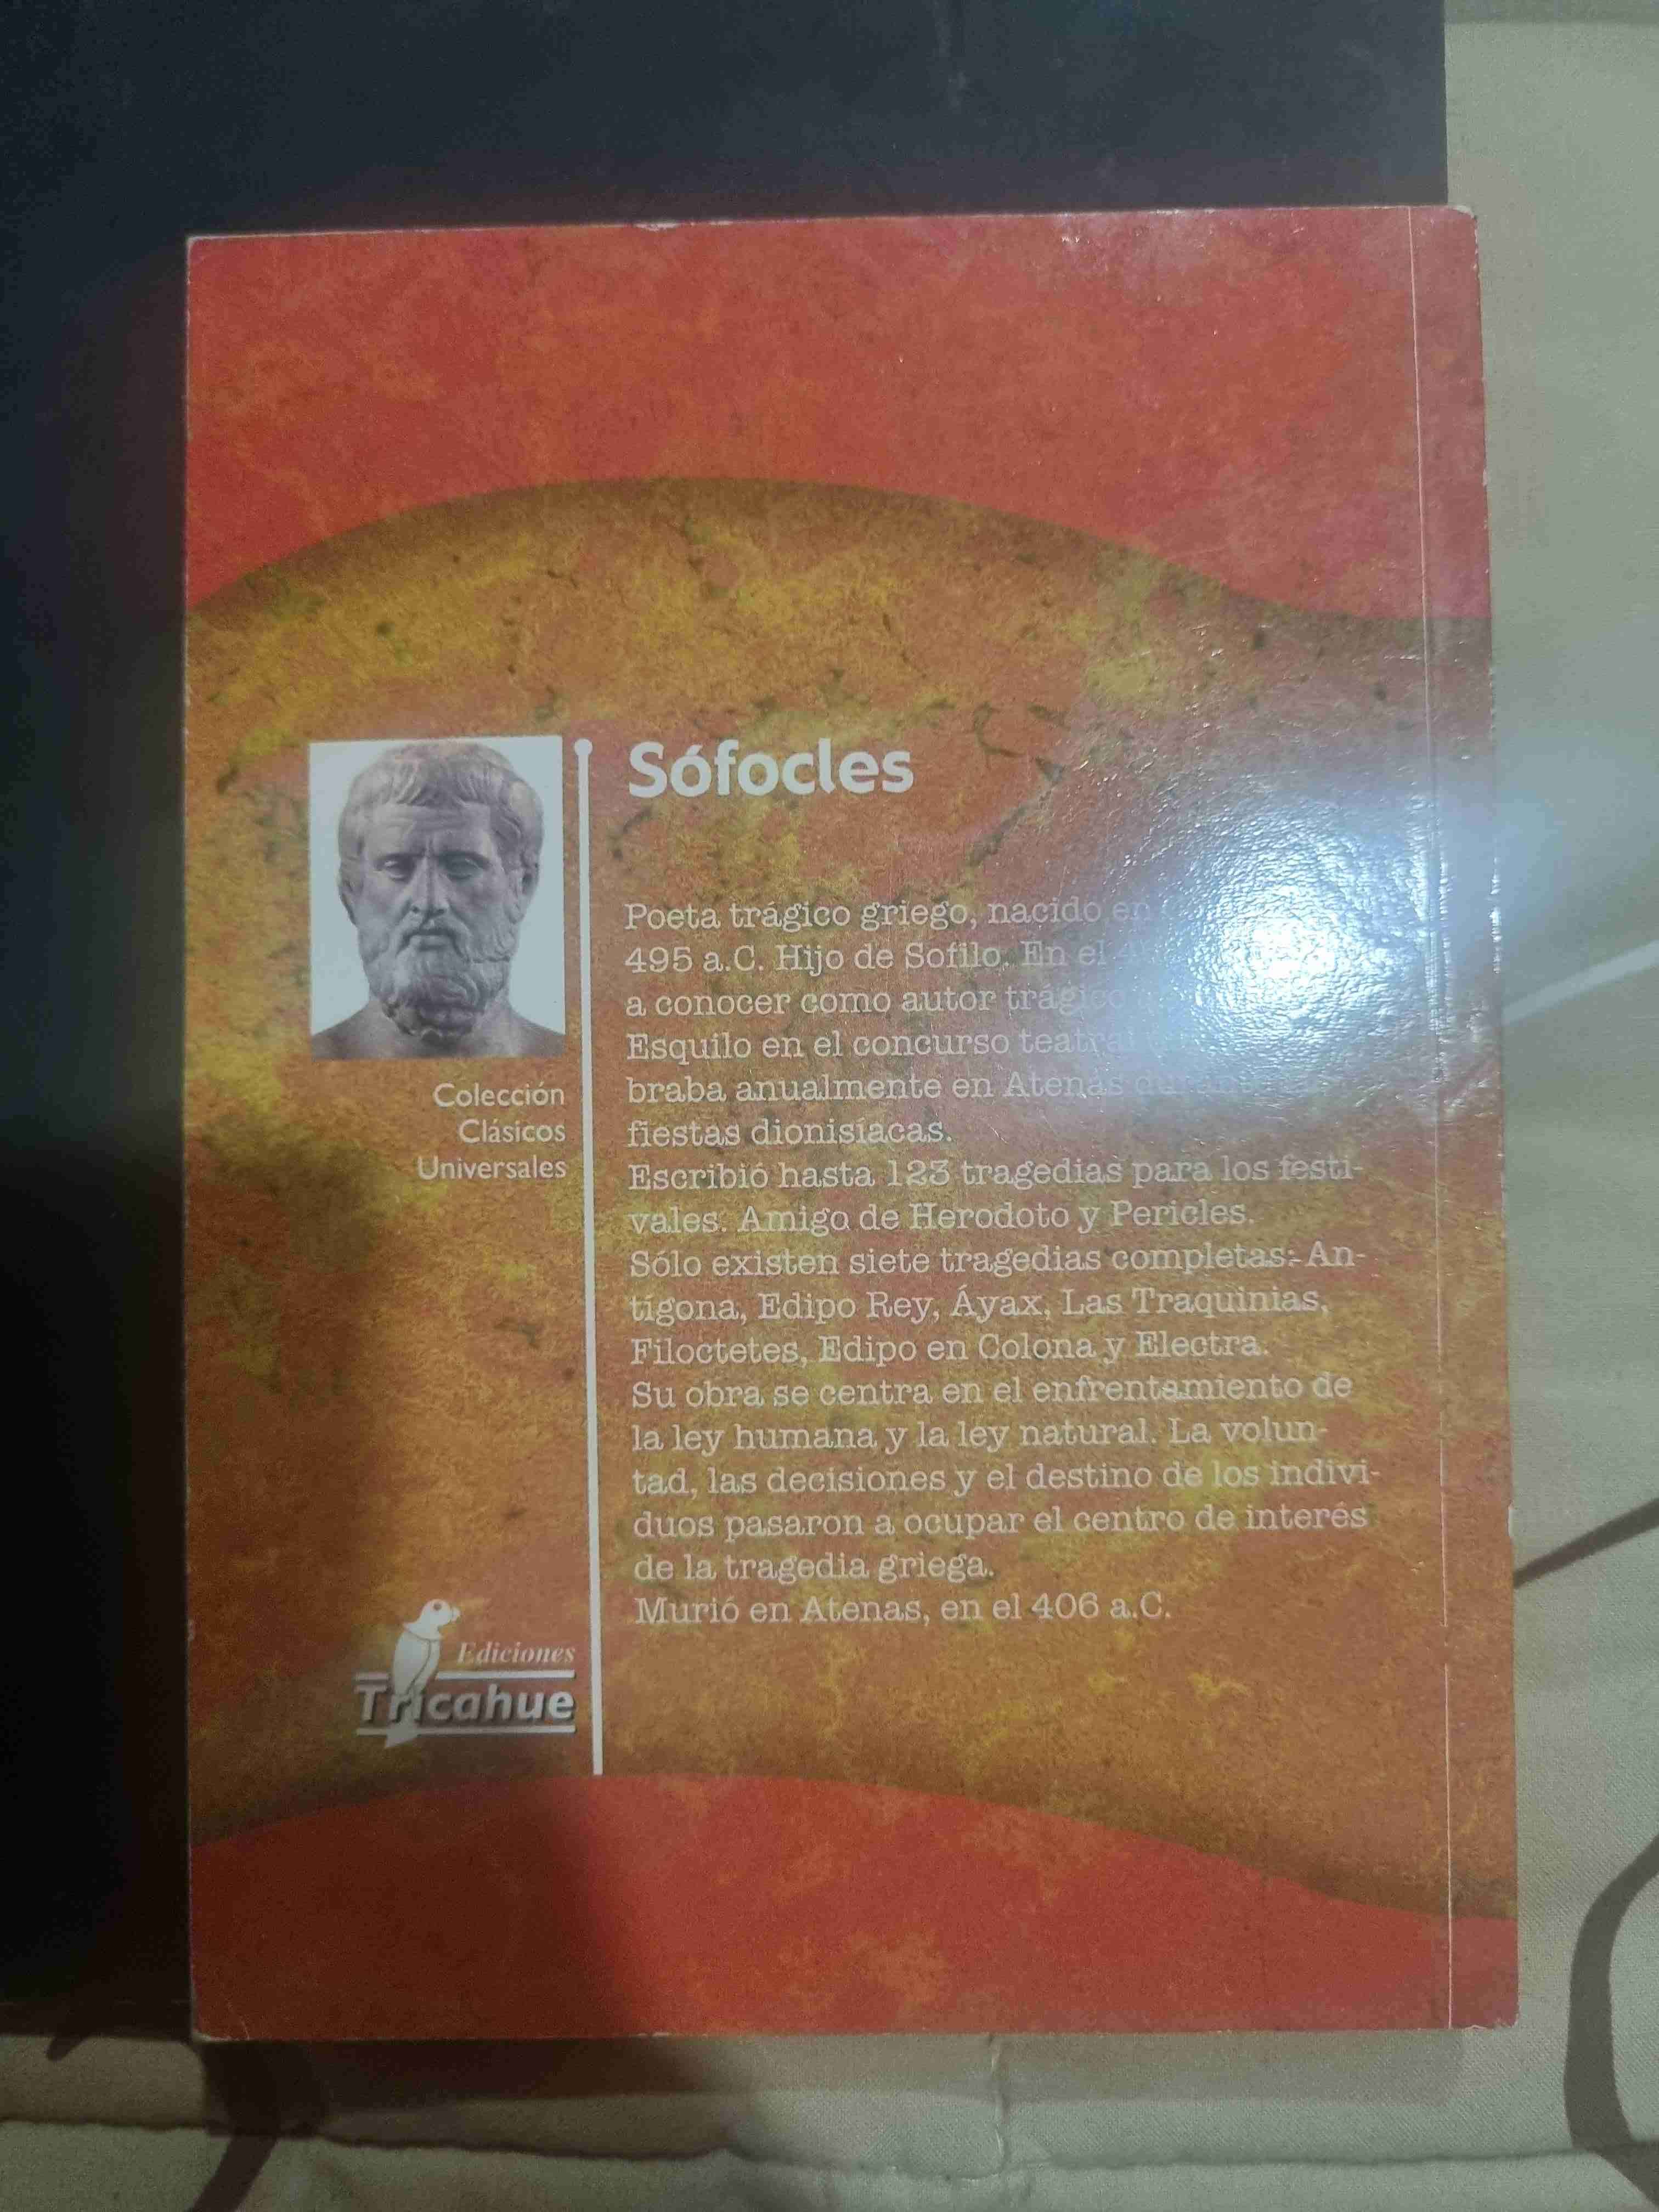 Sófocles
Poeta trágico griego, nacido en
495 a.C. Hijo de Sofilo. En el
a conocer como autor trágico
Esquilo en el concurso teatral
braba anualmente en Atenas durante
fiestas dionisíacas.
Escribió hasta 123 tragedias para los festi-
vales. Amigo de Herodoto y Pericles.
Sólo existen siete tragedias completas: An-
tígona, Edipo Rey, Áyax, Las Traquinias,
Filoctetes, Edipo en Colona y Electra.
Su obra se centra en el enfrentamiento de
la ley humana y la ley natural. La volun-
tad, las decisiones y el destino de los indivi-
duos pasaron a ocupar el centro de interés
de la tragedia griega.
Murió en Atenas, en el 406 a.C.
Colección
Clásicos
Universales
Ediciones
Tricahue